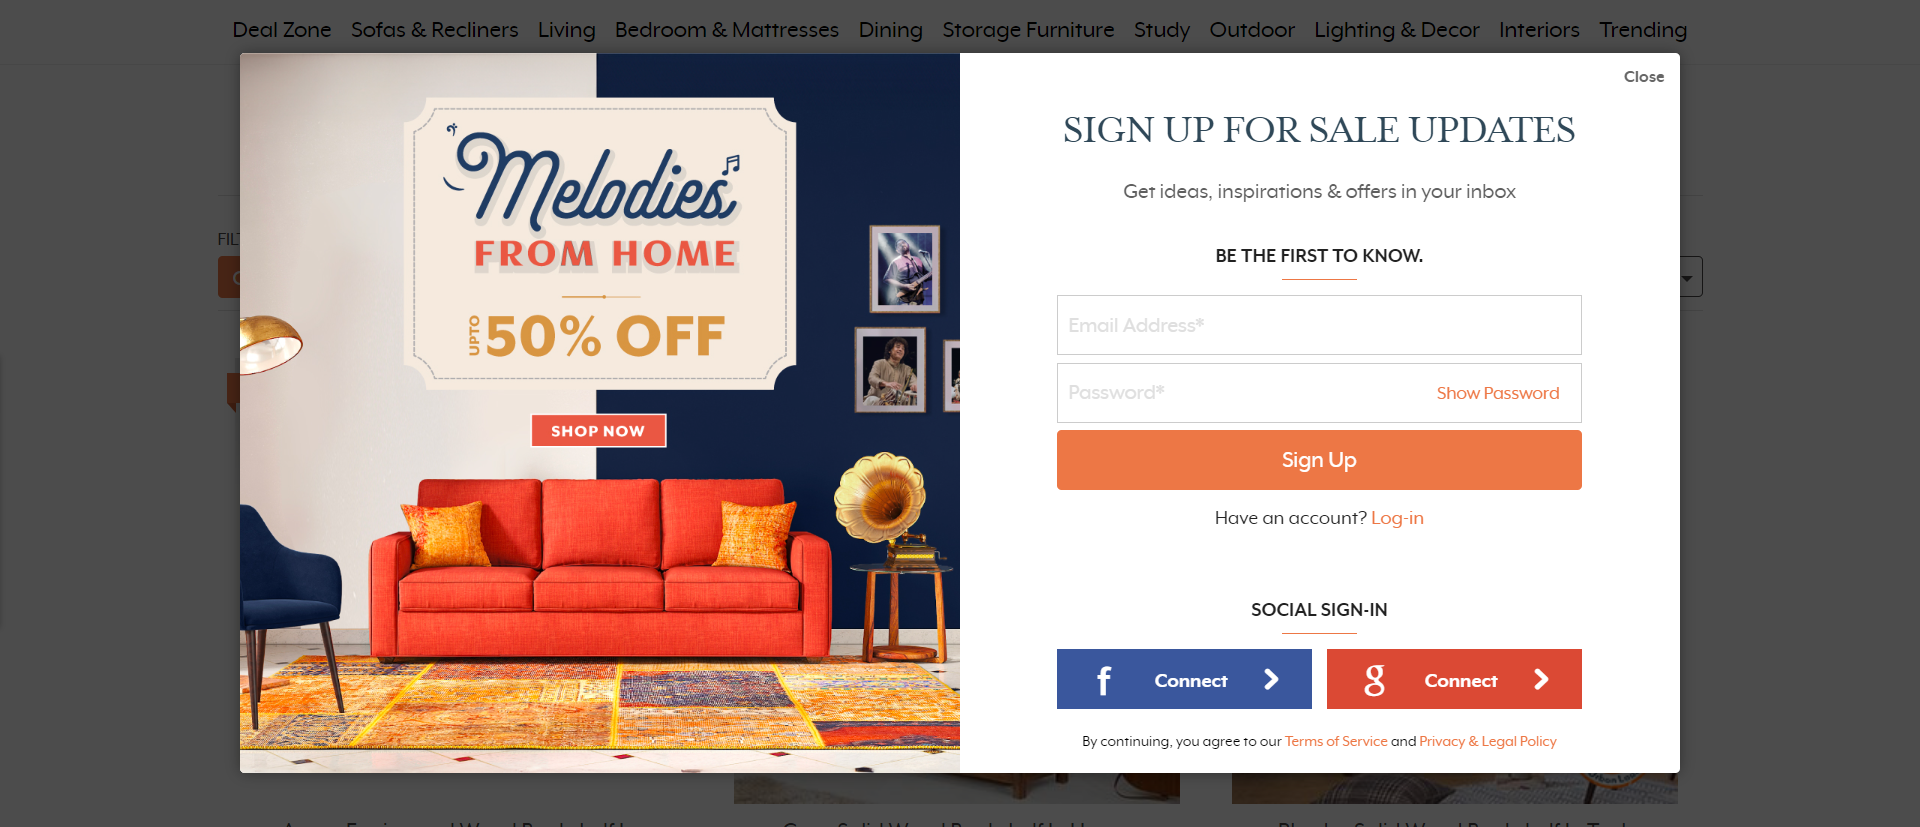 Deal Zone Sofas & Recliners Living Bedroom & Mattresses Dining Storage Furniture Study Outdoor Lighting & Decor Interiors Trending
Melodies
FROM HOME
UPTO 50% OFF
SHOP NOW
Close
SIGN UP FOR SALE UPDATES
Get ideas, inspirations & offers in your inbox
BE THE FIRST TO KNOW.
Email Address*
Password* Show Password
Sign Up
Have an account? Log-in
SOCIAL SIGN-IN
f Connect
g Connect
By continuing, you agree to our Terms of Service and Privacy & Legal Policy